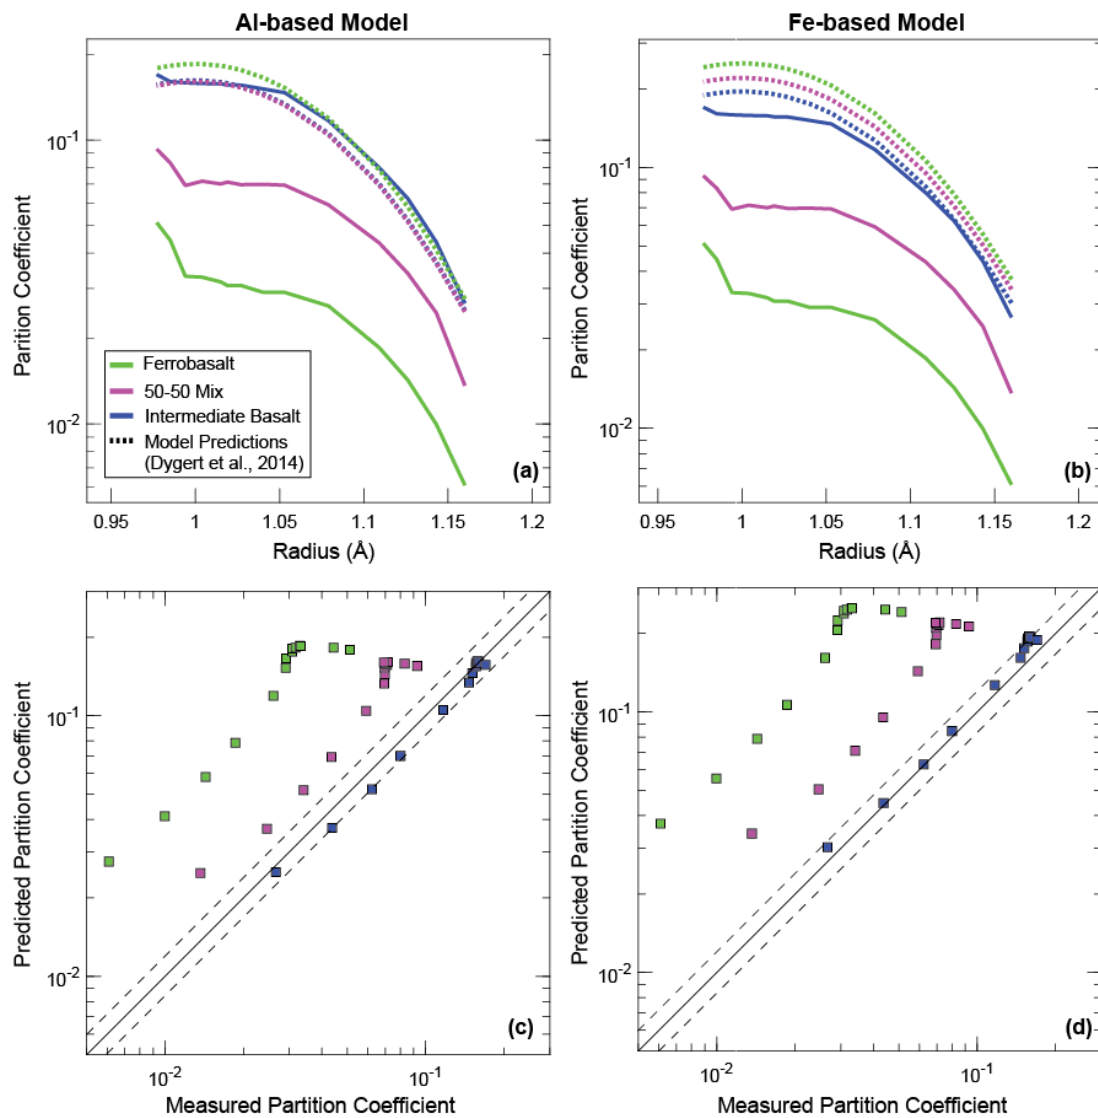 Al-based Model
Fe-based Model
Partition Coefficient
10⁻¹
10⁻²
Ferrobasalt
50-50 Mix
Intermediate Basalt
Model Predictions
(Dygert et al., 2014)
(a)
0.95 1 1.05 1.1 1.15 1.2
Radius (Å)
Partition Coefficient
10⁻¹
10⁻²
(b)
0.95 1 1.05 1.1 1.15 1.2
Radius (Å)
Predicted Partition Coefficient
10⁻¹
10⁻²
(c)
10⁻² 10⁻¹
Measured Partition Coefficient
Predicted Partition Coefficient
10⁻¹
10⁻²
(d)
10⁻² 10⁻¹
Measured Partition Coefficient